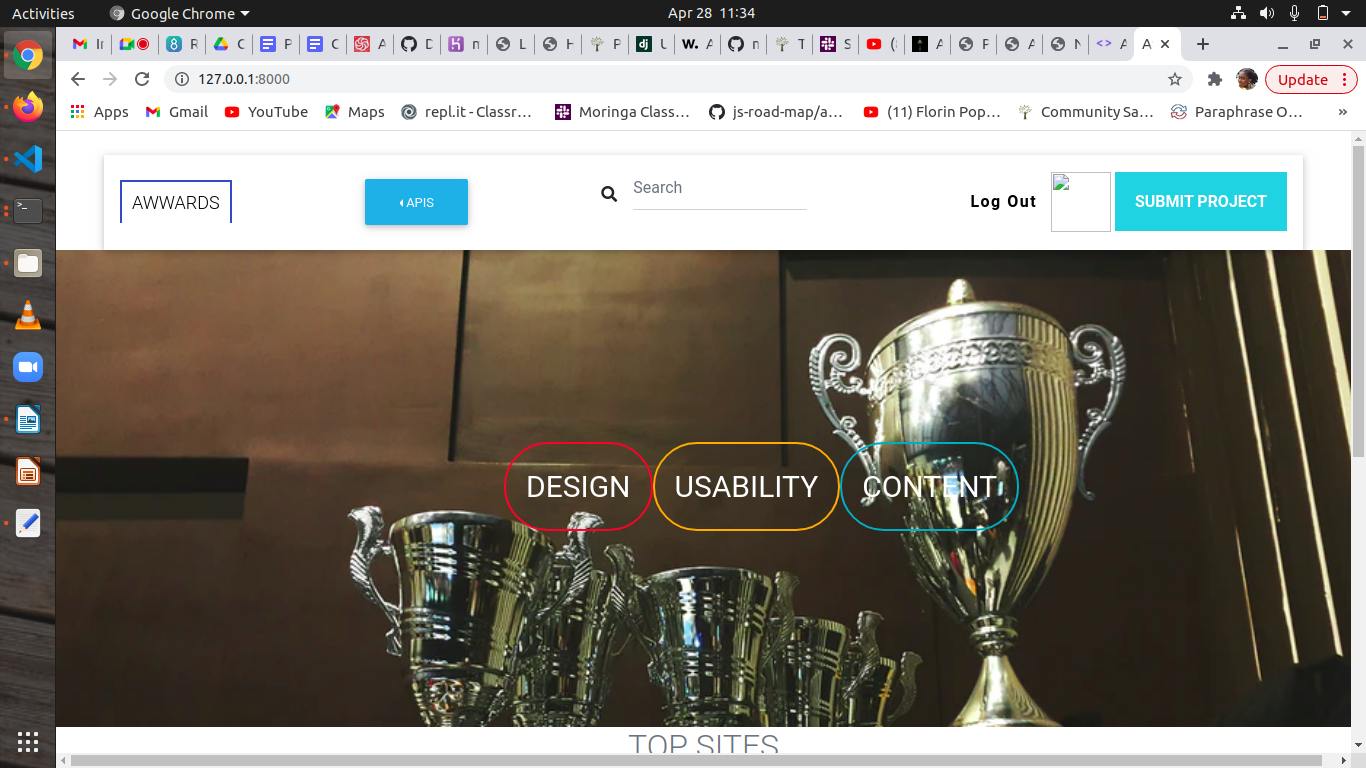 Activities Google Chrome Apr 28 11:34
127.0.0.1:8000 Update
Apps Gmail YouTube Maps repl.it - Classr… Moringa Class… js-road-map/a… (11) Florin Pop… Community Sa… Paraphrase O… »
AWWARDS APIS Search Log Out SUBMIT PROJECT
DESIGN USABILITY CONTENT
TOP SITES